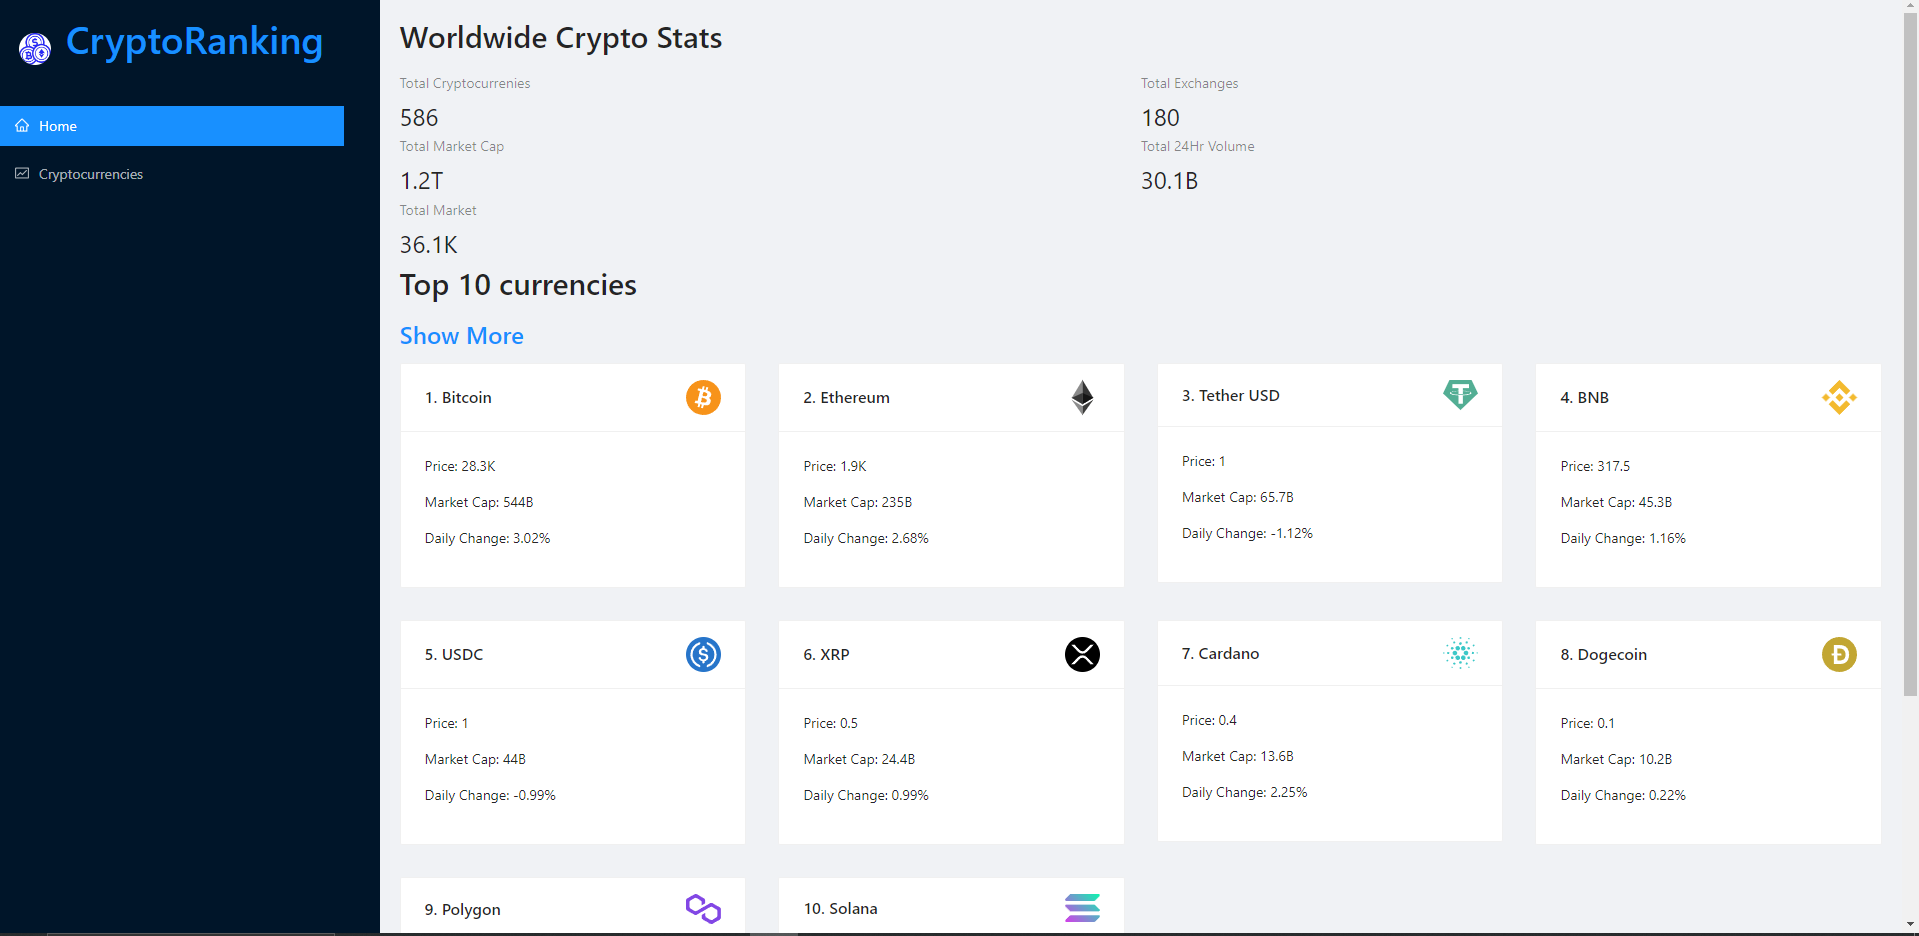 CryptoRanking
Home
Cryptocurrencies
Worldwide Crypto Stats
Total Cryptocurrenies
586
Total Exchanges
180
Total Market Cap
1.2T
Total 24Hr Volume
30.1B
Total Market
36.1K
Top 10 currencies
Show More
1. Bitcoin
Price: 28.3K
Market Cap: 544B
Daily Change: 3.02%
2. Ethereum
Price: 1.9K
Market Cap: 235B
Daily Change: 2.68%
3. Tether USD
Price: 1
Market Cap: 65.7B
Daily Change: -1.12%
4. BNB
Price: 317.5
Market Cap: 45.3B
Daily Change: 1.16%
5. USDC
Price: 1
Market Cap: 44B
Daily Change: -0.99%
6. XRP
Price: 0.5
Market Cap: 24.4B
Daily Change: 0.99%
7. Cardano
Price: 0.4
Market Cap: 13.6B
Daily Change: 2.25%
8. Dogecoin
Price: 0.1
Market Cap: 10.2B
Daily Change: 0.22%
9. Polygon
10. Solana